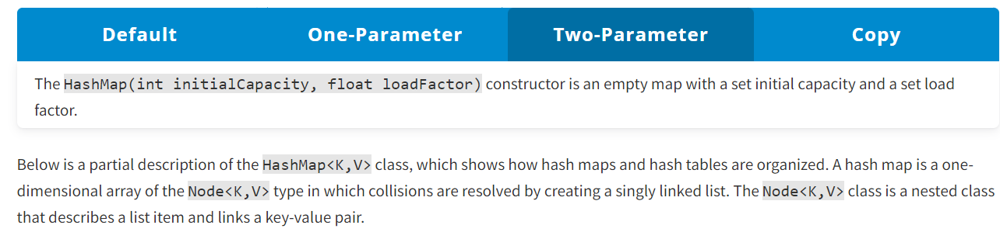 Default One-Parameter Two-Parameter Copy
The HashMap(int initialCapacity, float loadFactor) constructor is an empty map with a set initial capacity and a set load
factor.
Below is a partial description of the HashMap<K,V> class, which shows how hash maps and hash tables are organized. A hash map is a one-
dimensional array of the Node<K,V> type in which collisions are resolved by creating a singly linked list. The Node<K,V> class is a nested class
that describes a list item and links a key-value pair.